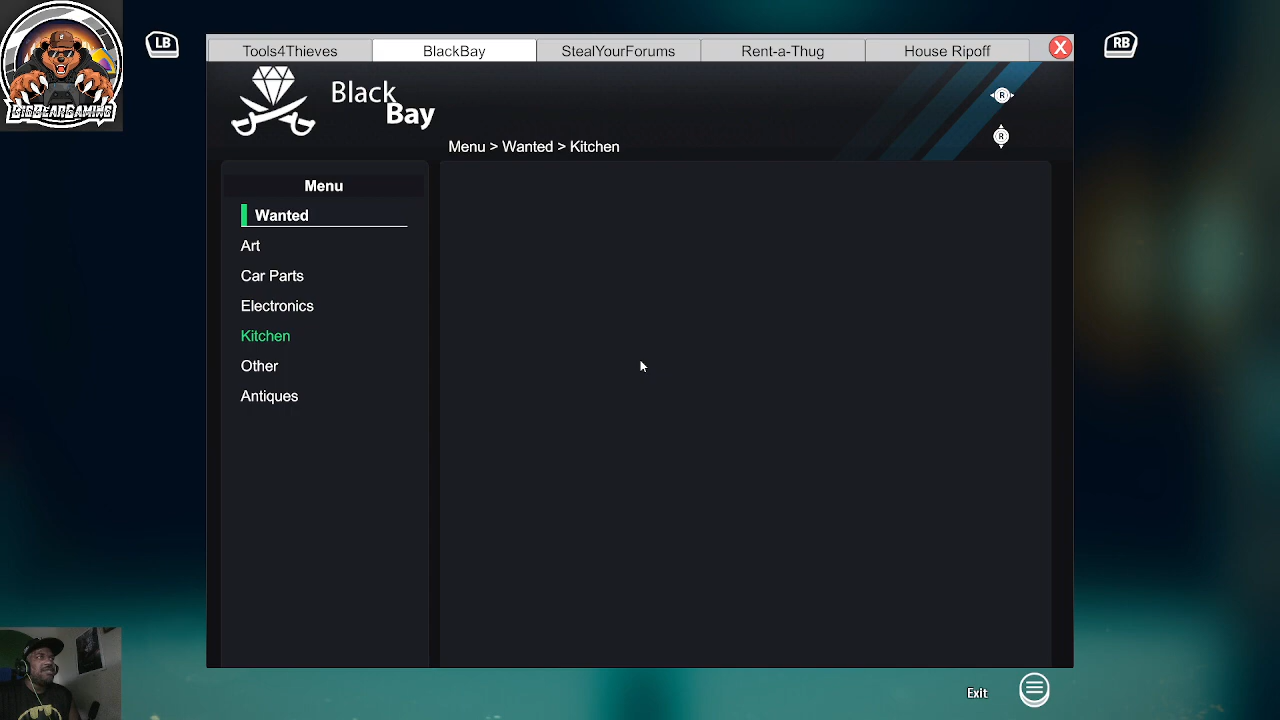 LB
Tools4Thieves
BlackBay
StealYourForums
Rent-a-Thug
House Ripoff
X
RB
Black
Bay
R
R
Menu > Wanted > Kitchen
Menu
Wanted
Art
Car Parts
Electronics
Kitchen
Other
Antiques
Exit
BIGBEARGAMING